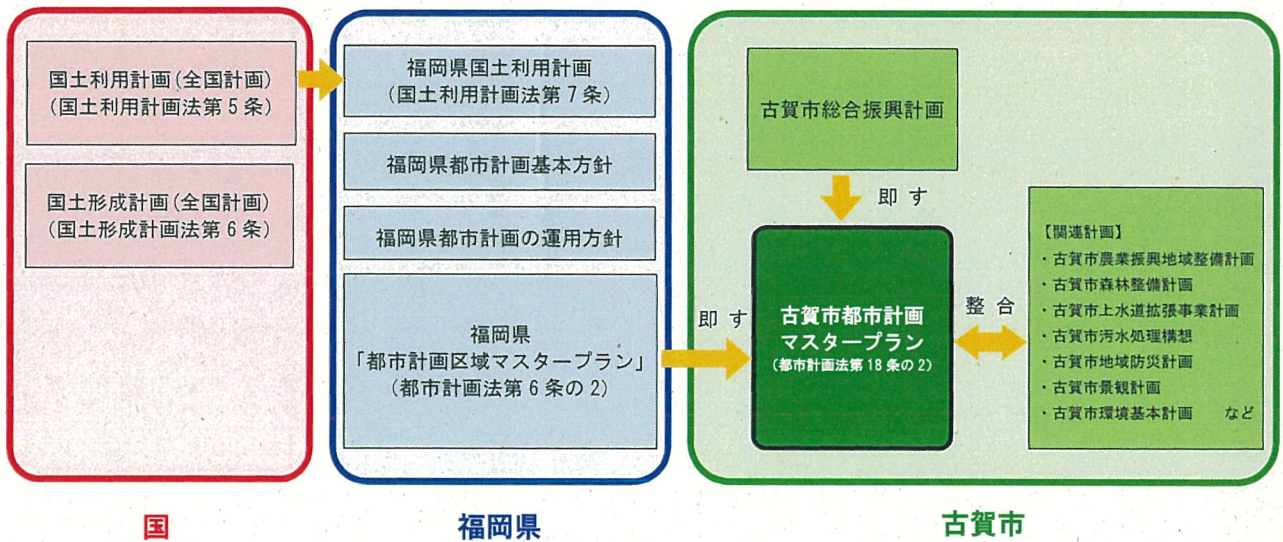 国土利用計画(全国計画)
(国土利用計画法第5条)
国土形成計画(全国計画)
(国土形成計画法第6条)
国
福岡県国土利用計画
(国土利用計画法第7条)
福岡県都市計画基本方針
福岡県都市計画の運用方針
福岡県
「都市計画区域マスタープラン」
(都市計画法第6条の2)
福岡県
即す
古賀市総合振興計画
即す
古賀市都市計画
マスタープラン
(都市計画法第18条の2)
整合
【関連計画】
・古賀市農業振興地域整備計画
・古賀市森林整備計画
・古賀市上水道拡張事業計画
・古賀市汚水処理構想
・古賀市地域防災計画
・古賀市景観計画
・古賀市環境基本計画 など
古賀市